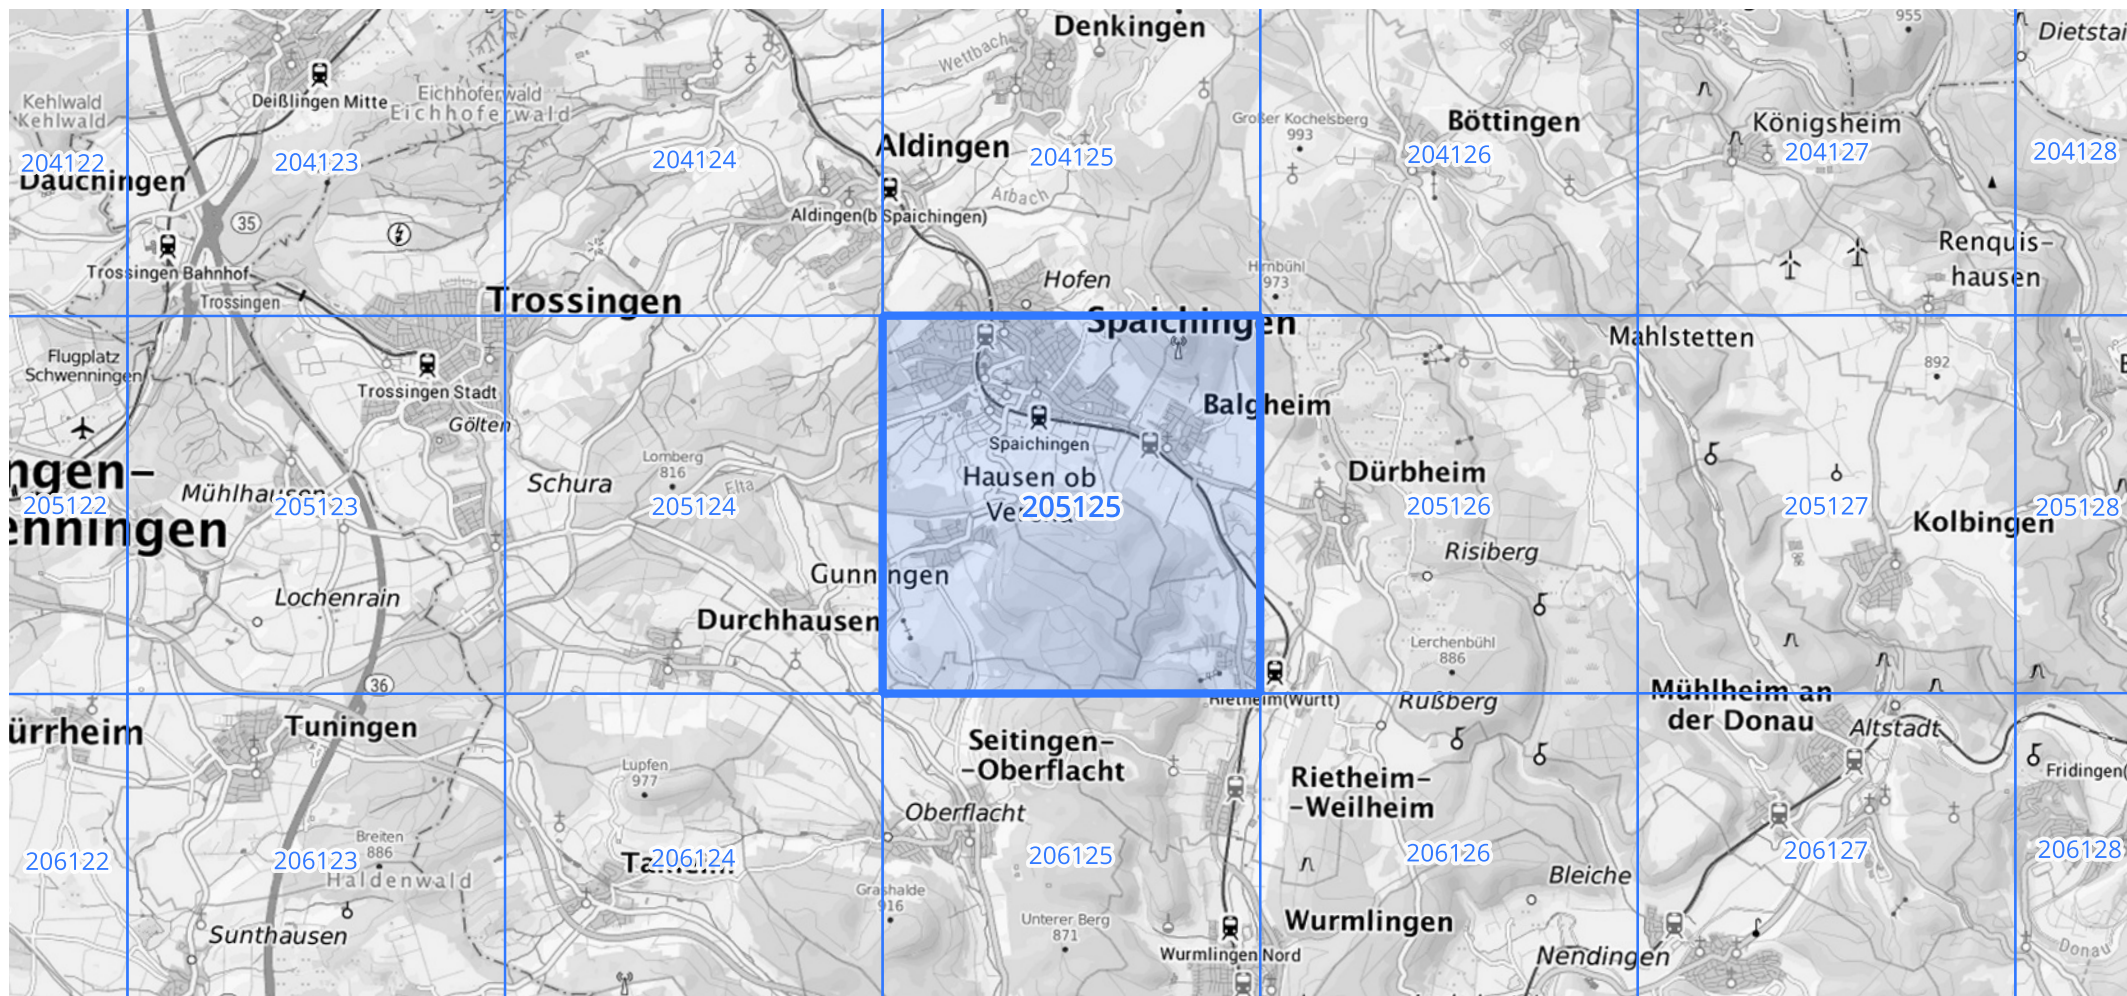 Denkingen
955
Dietstai
Wettbach
Deißlingen Mitte
Eichhoferwald
Eichhoferwald
Kehlwald
Kehlwald
Großer Kochelsberg
993
Böttingen
Königsheim
204122
204123
204124
204125
204126
204127
204128
Aldingen
Dauchingen
Arbach
Aldingen(b Spaichingen)
35
Trossingen Bahnhof
Trossingen
Renquis-
hausen
Hofen
Hirnbühl
973
Trossingen
Spaichingen
Mahlstetten
Flugplatz
Schwenningen
892
Trossingen Stadt
Balgheim
Gölten
Spaichingen
Lomberg
816
Elta
Hausen ob
ngen-
Mühlhausen
Schura
Dürbheim
205122
205123
205124
205125
205126
205127
205128
enningen
Kolbingen
Risiberg
Gunningen
Lochenrain
Durchhausen
Lerchenbühl
886
36
Rietheim(Württ)
Rußberg
Mühlheim an
der Donau
Altstadt
ürrheim
Tuningen
Seitingen-
-Oberflacht
Lupfen
977
Rietheim-
-Weilheim
Fridingen(
Oberflacht
Breiten
886
Haldenwald
206122
206123
206124
206125
206126
206127
206128
Bleiche
Grashalde
916
Unterer Berg
871
Wurmlingen
Sunthausen
Wurmlingen Nord
Nendingen
Donau